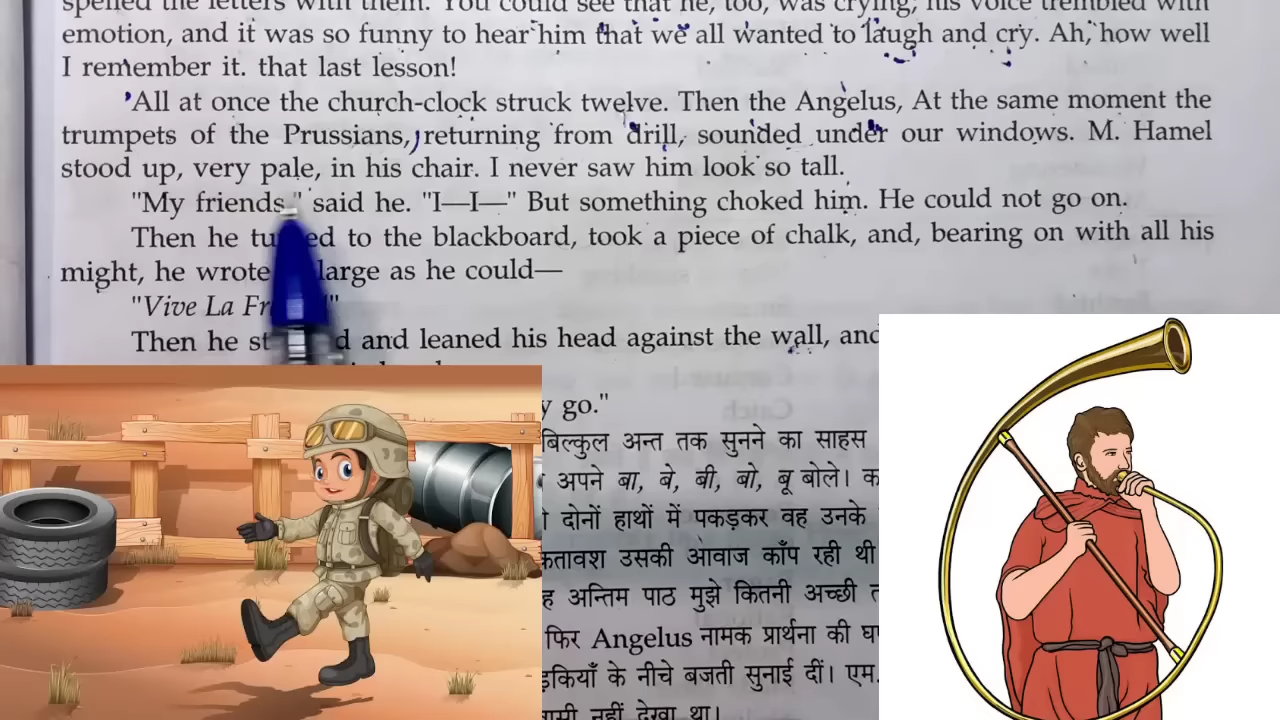 spelled the letters with them. You could see that he, too, was crying; his voice trembled with
emotion, and it was so funny to hear him that we all wanted to laugh and cry. Ah, how well
I remember it. that last lesson!
'All at once the church-clock struck twelve. Then the Angelus, At the same moment the
trumpets of the Prussians, returning from drill, sounded under our windows. M. Hamel
stood up, very pale, in his chair. I never saw him look so tall.
"My friends," said he. "I—I—" But something choked him. He could not go on.
Then he to the blackboard, took a piece of chalk, and, bearing on with all his
might, he wrote large as he could—
"Vive La
Then he and leaned his head against the wall, and
go."
बिल्कुल अन्त तक सुनने का साहस
अपने बा, बे, बी, बो, बू बोले।
दोनों हाथों में पकड़कर वह उनके
उसकी आवाज काँप रही थी
अन्तिम पाठ मुझे कितनी अच्छी
फिर Angelus नामक प्रार्थना की
के नीचे बजती सुनाई दीं। एम.
नहीं देखा था।